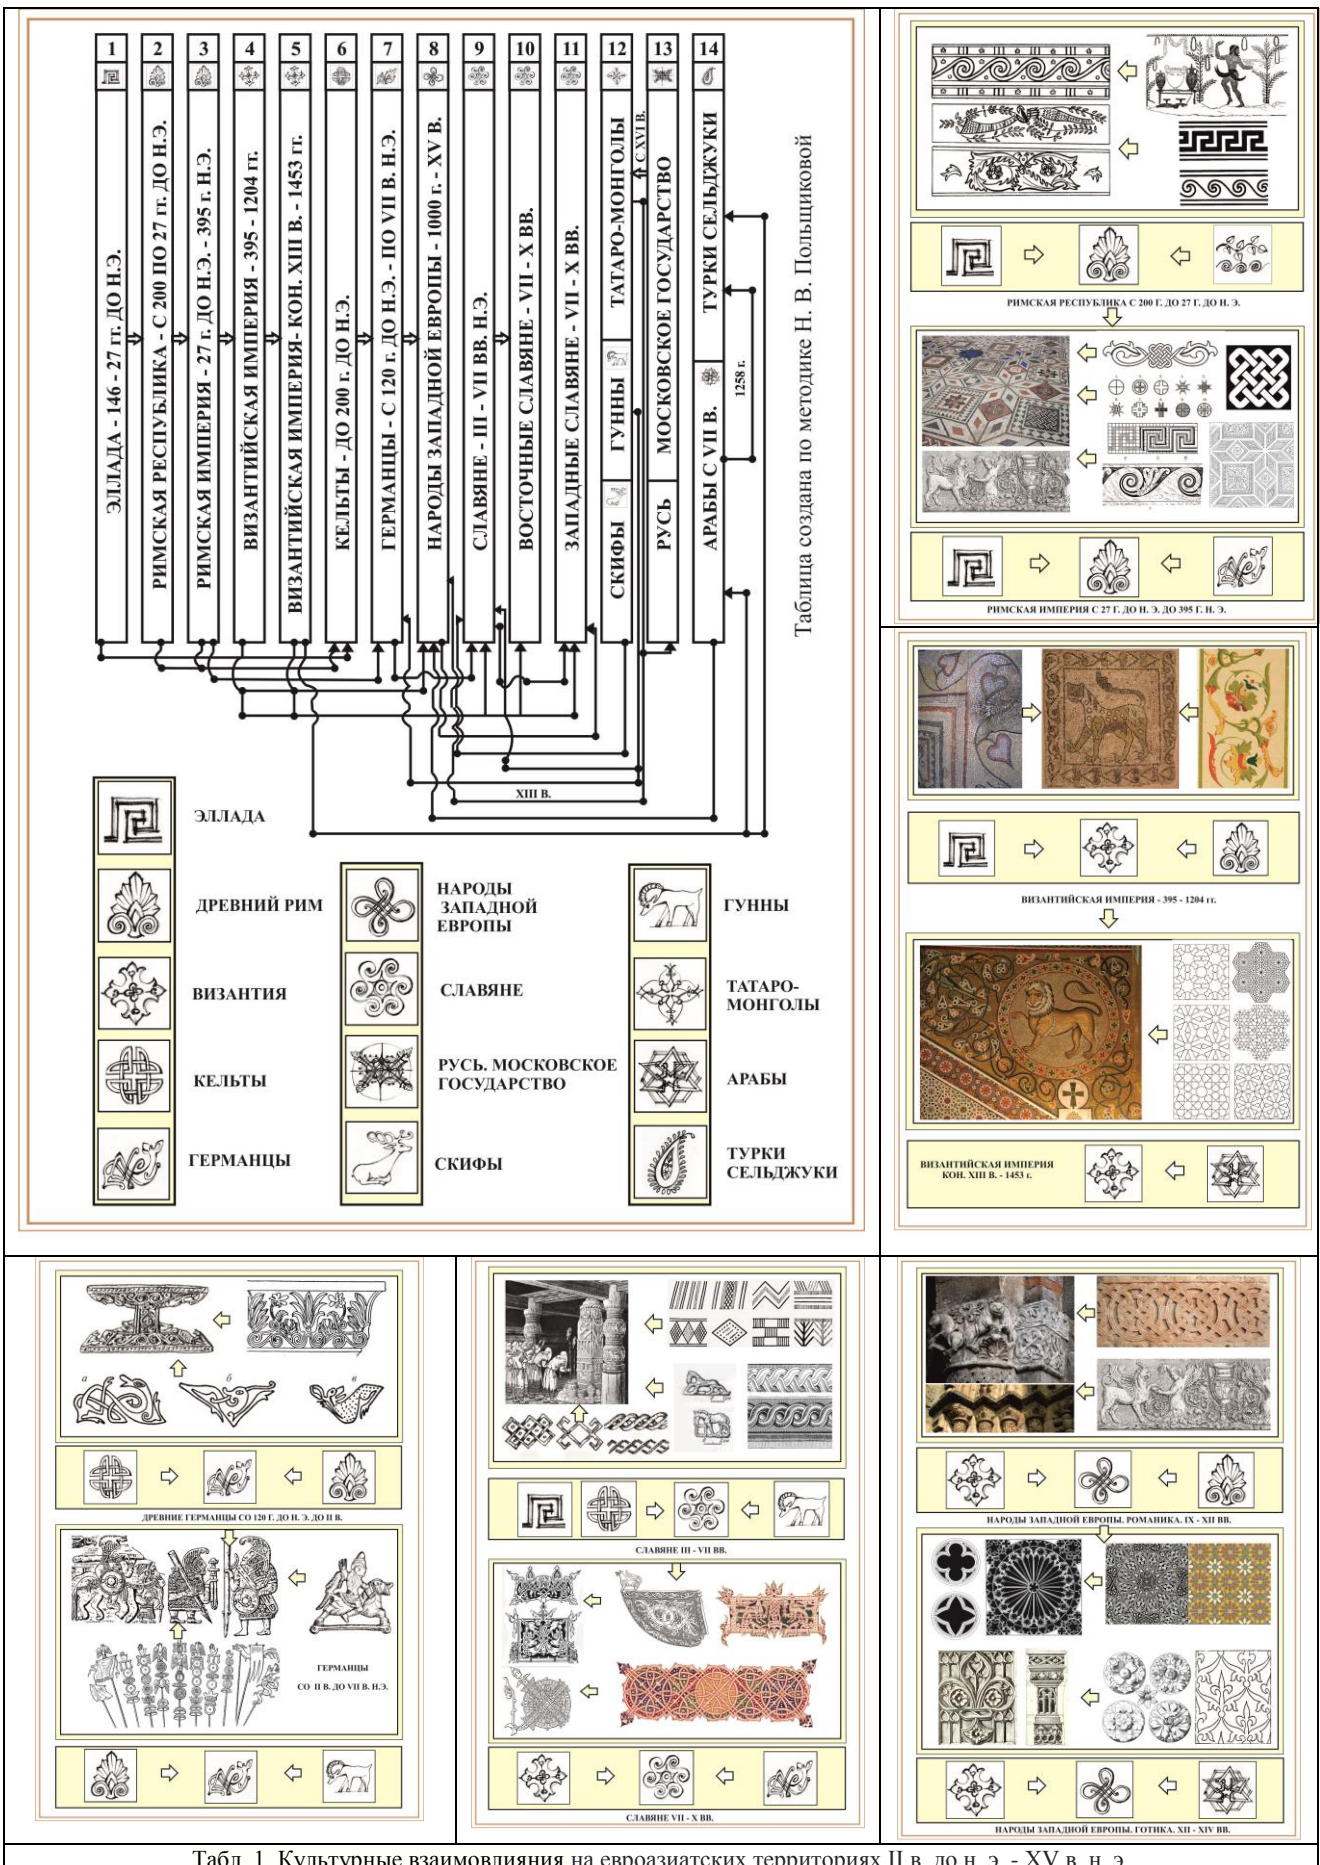 1 2 3 4 5 6 7 8 9 10 11 12 13 14
ЭЛЛАДА - 146 - 27 гг. ДО Н.Э.
РИМСКАЯ РЕСПУБЛИКА - С 200 ПО 27 гг. ДО Н.Э.
РИМСКАЯ ИМПЕРИЯ - 27 г. ДО Н.Э. - 395 г. Н.Э.
ВИЗАНТИЙСКАЯ ИМПЕРИЯ - 395 - 1204 гг.
ВИЗАНТИЙСКАЯ ИМПЕРИЯ- КОН. XIII В. - 1453 гг.
КЕЛЬТЫ - ДО 200 г. ДО Н.Э.
ГЕРМАНЦЫ - С 120 г. ДО Н.Э. - ПО VII В. Н.Э.
НАРОДЫ ЗАПАДНОЙ ЕВРОПЫ - 1000 г. - XV В.
СЛАВЯНЕ - III - VII ВВ. Н.Э.
ВОСТОЧНЫЕ СЛАВЯНЕ - VII - X ВВ.
ЗАПАДНЫЕ СЛАВЯНЕ - VII - X ВВ.
СКИФЫ
ГУННЫ
ТАТАРО-МОНГОЛЫ
С XVI В.
РУСЬ
МОСКОВСКОЕ ГОСУДАРСТВО
АРАБЫ С VII В.
ТУРКИ СЕЛЬДЖУКИ
1258 г.
Таблица создана по методике Н. В. Польщиковой
XIII В.
ЭЛЛАДА
ДРЕВНИЙ РИМ
ВИЗАНТИЯ
КЕЛЬТЫ
ГЕРМАНЦЫ
НАРОДЫ
ЗАПАДНОЙ
ЕВРОПЫ
СЛАВЯНЕ
РУСЬ. МОСКОВСКОЕ
ГОСУДАРСТВО
СКИФЫ
ГУННЫ
ТАТАРО-
МОНГОЛЫ
АРАБЫ
ТУРКИ
СЕЛЬДЖУКИ
РИМСКАЯ РЕСПУБЛИКА С 200 Г. ДО 27 Г. ДО Н. Э.
РИМСКАЯ ИМПЕРИЯ С 27 Г. ДО Н. Э. ДО 395 Г. Н. Э.
ВИЗАНТИЙСКАЯ ИМПЕРИЯ - 395 - 1204 гг.
ВИЗАНТИЙСКАЯ ИМПЕРИЯ
КОН. XIII В. - 1453 г.
а б в
ДРЕВНИЕ ГЕРМАНЦЫ СО 120 Г. ДО Н. Э. ДО II В.
ГЕРМАНЦЫ
СО II В. ДО VII В. Н.Э.
СЛАВЯНЕ III - VII ВВ.
СЛАВЯНЕ VII - X ВВ.
НАРОДЫ ЗАПАДНОЙ ЕВРОПЫ. РОМАНИКА. IX - XII ВВ.
НАРОДЫ ЗАПАДНОЙ ЕВРОПЫ. ГОТИКА. XII - XIV ВВ.
Табл. 1. Культурные взаимовлияния на евроазиатских территориях II в. до н. э. - XV в. н. э.